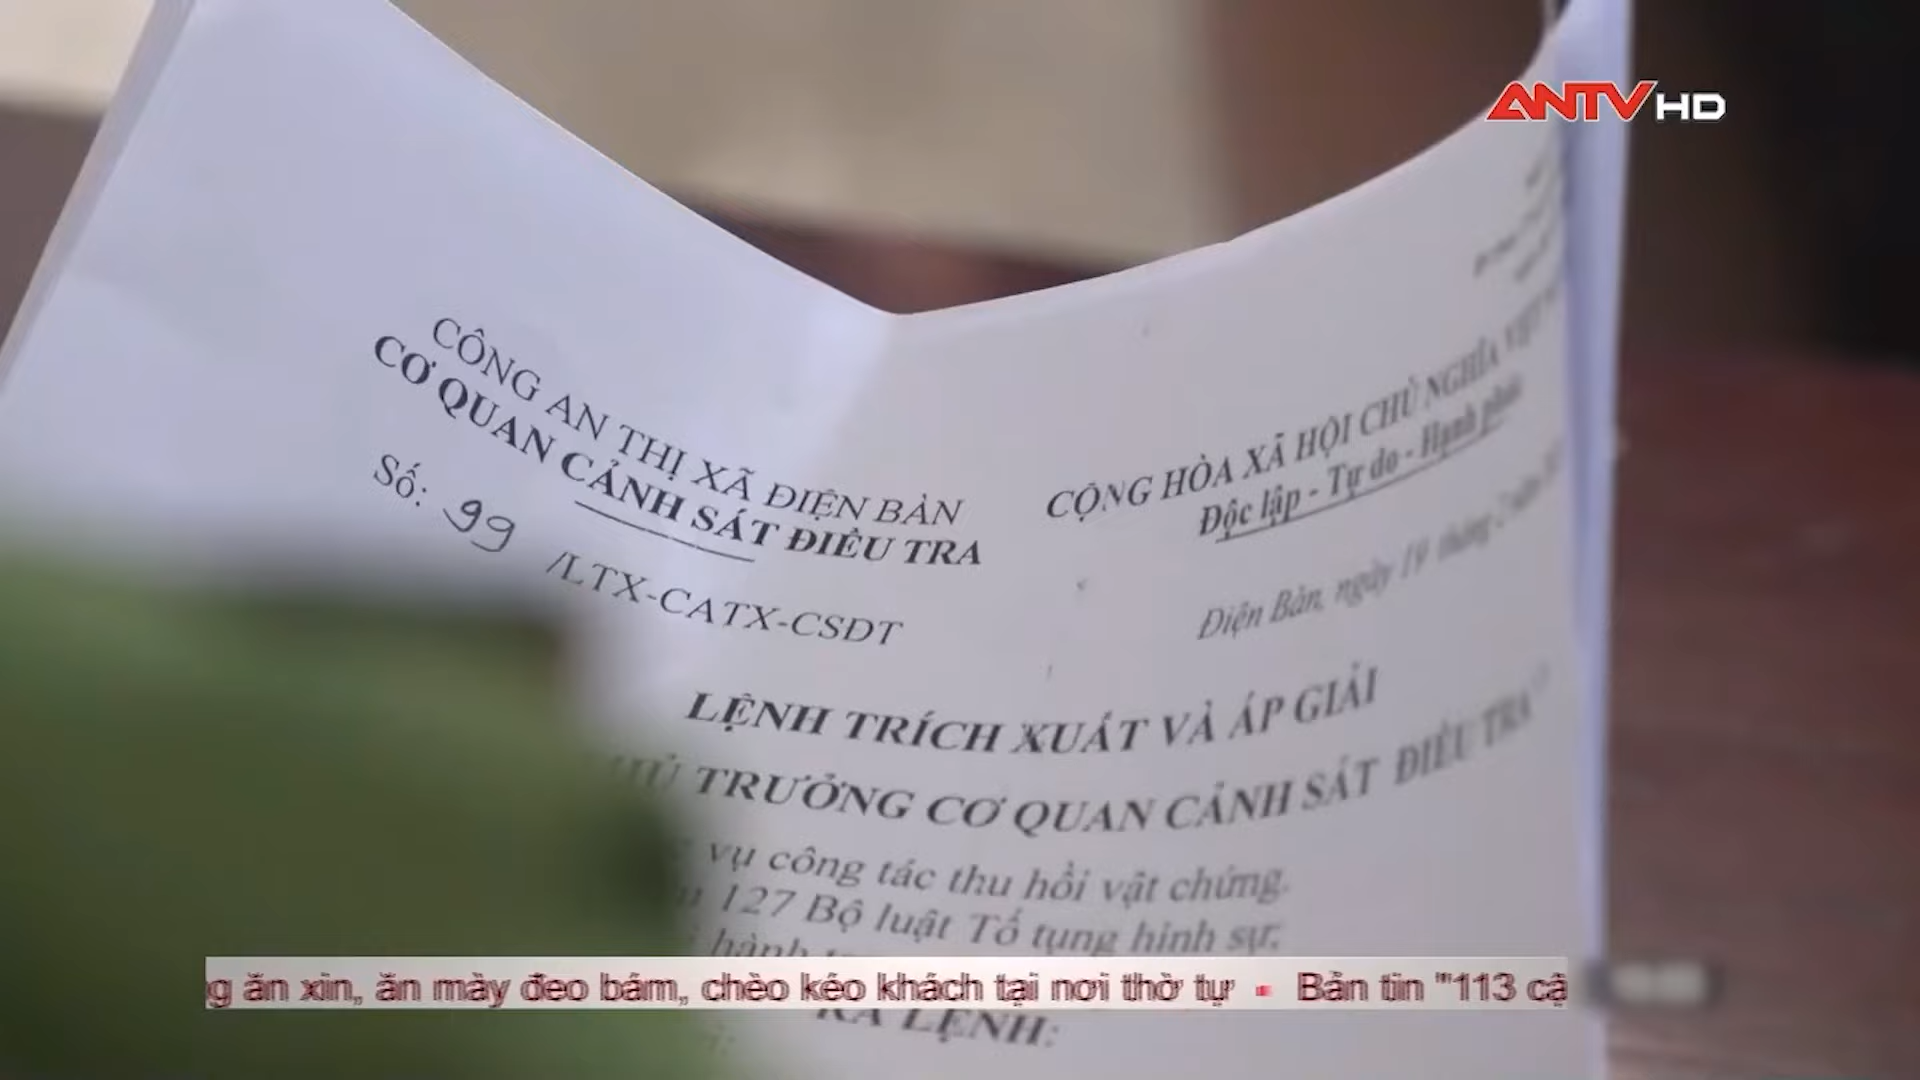 ANTV HD
CÔNG AN THỊ XÃ ĐIỆN BÀN
CƠ QUAN CẢNH SÁT ĐIỀU TRA
Số: 99 /LTX-CATX-CSĐT
CỘNG HÒA XÃ HỘI CHỦ NGHĨA VIỆT
Độc lập - Tự do - Hạnh phúc
Điện Bàn, ngày 19 tháng 2
LỆNH TRÍCH XUẤT VÀ ÁP GIẢI
TRƯỞNG CƠ QUAN CẢNH SÁT ĐIỀU TRA
vụ công tác thu hồi vật chứng.
127 Bộ luật Tố tụng hình sự;
hành
g ăn xin, ăn mày đeo bám, chèo kéo khách tại nơi thờ tự ▪ Bản tin "113 cậ
RA LỆNH: